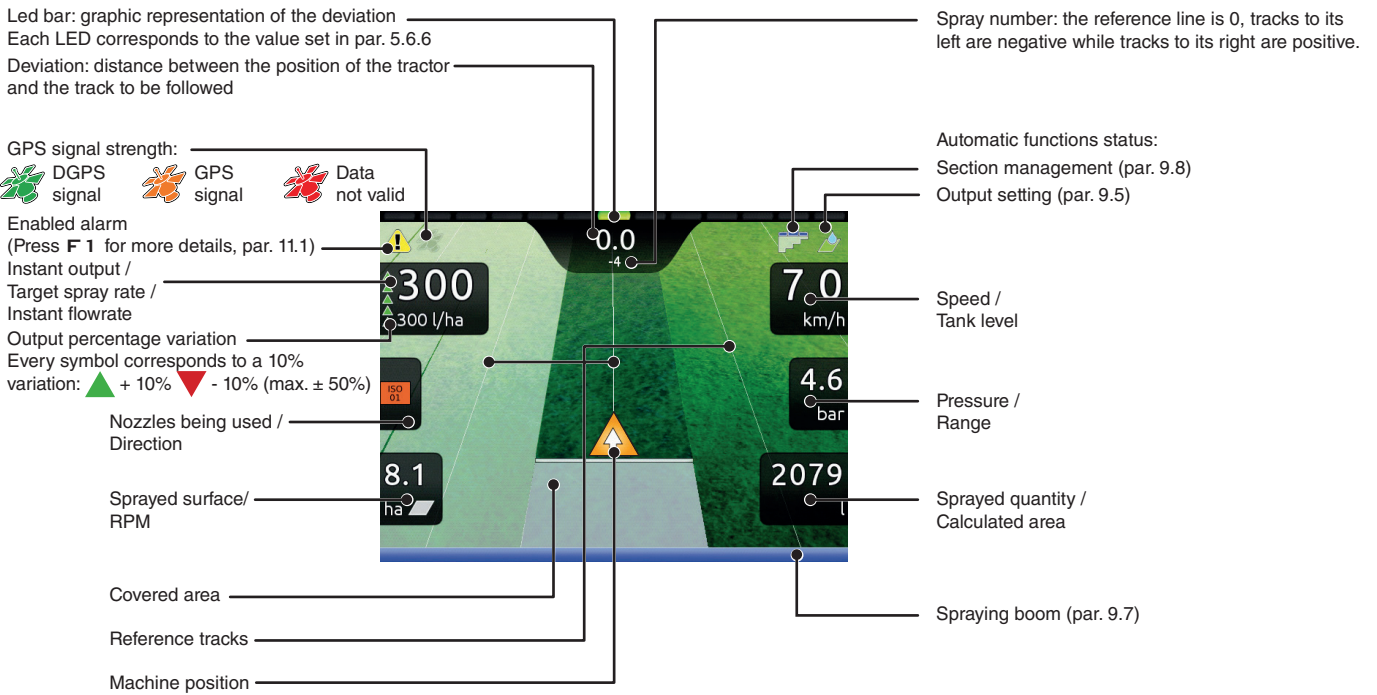 Led bar: graphic representation of the deviation
Each LED corresponds to the value set in par. 5.6.6
Deviation: distance between the position of the tractor
and the track to be followed
GPS signal strength:
DGPS
signal
GPS
signal
Data
not valid
Enabled alarm
(Press F1 for more details, par. 11.1)
Instant output /
Target spray rate /
Instant flowrate
Output percentage variation
Every symbol corresponds to a 10%
variation: + 10% - 10% (max. ± 50%)
Nozzles being used /
Direction
Sprayed surface/
RPM
Covered area
Reference tracks
Machine position
0.0
-4
300
300 l/ha
ISO
01
8.1
ha
7.0
km/h
4.6
bar
2079
l
Spray number: the reference line is 0, tracks to its
left are negative while tracks to its right are positive.
Automatic functions status:
Section management (par. 9.8)
Output setting (par. 9.5)
Speed /
Tank level
Pressure /
Range
Sprayed quantity /
Calculated area
Spraying boom (par. 9.7)